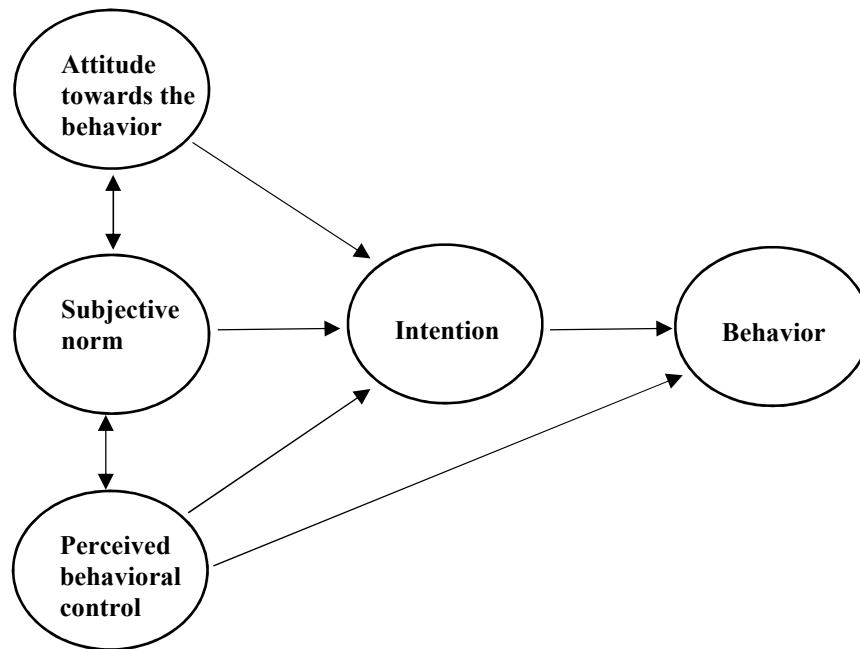 Attitude
towards the
behavior
Subjective
norm
Intention
Behavior
Perceived
behavioral
control